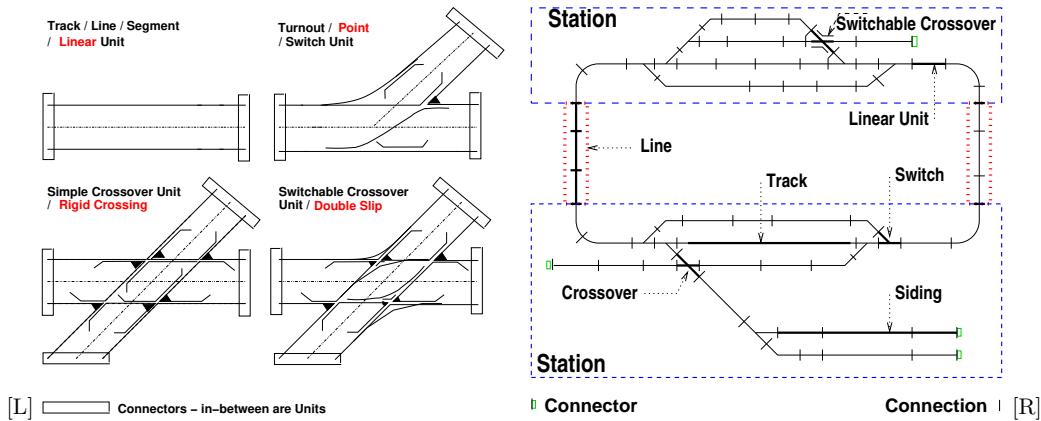 Track / Line / Segment
/ Linear Unit
Turnout / Point
/ Switch Unit
Simple Crossover Unit
/ Rigid Crossing
Switchable Crossover
Unit / Double Slip
[L]
Connectors – in-between are Units
Station
Switchable Crossover
Linear Unit
Line
Track
Switch
Crossover
Siding
Station
Connector
Connection
[R]